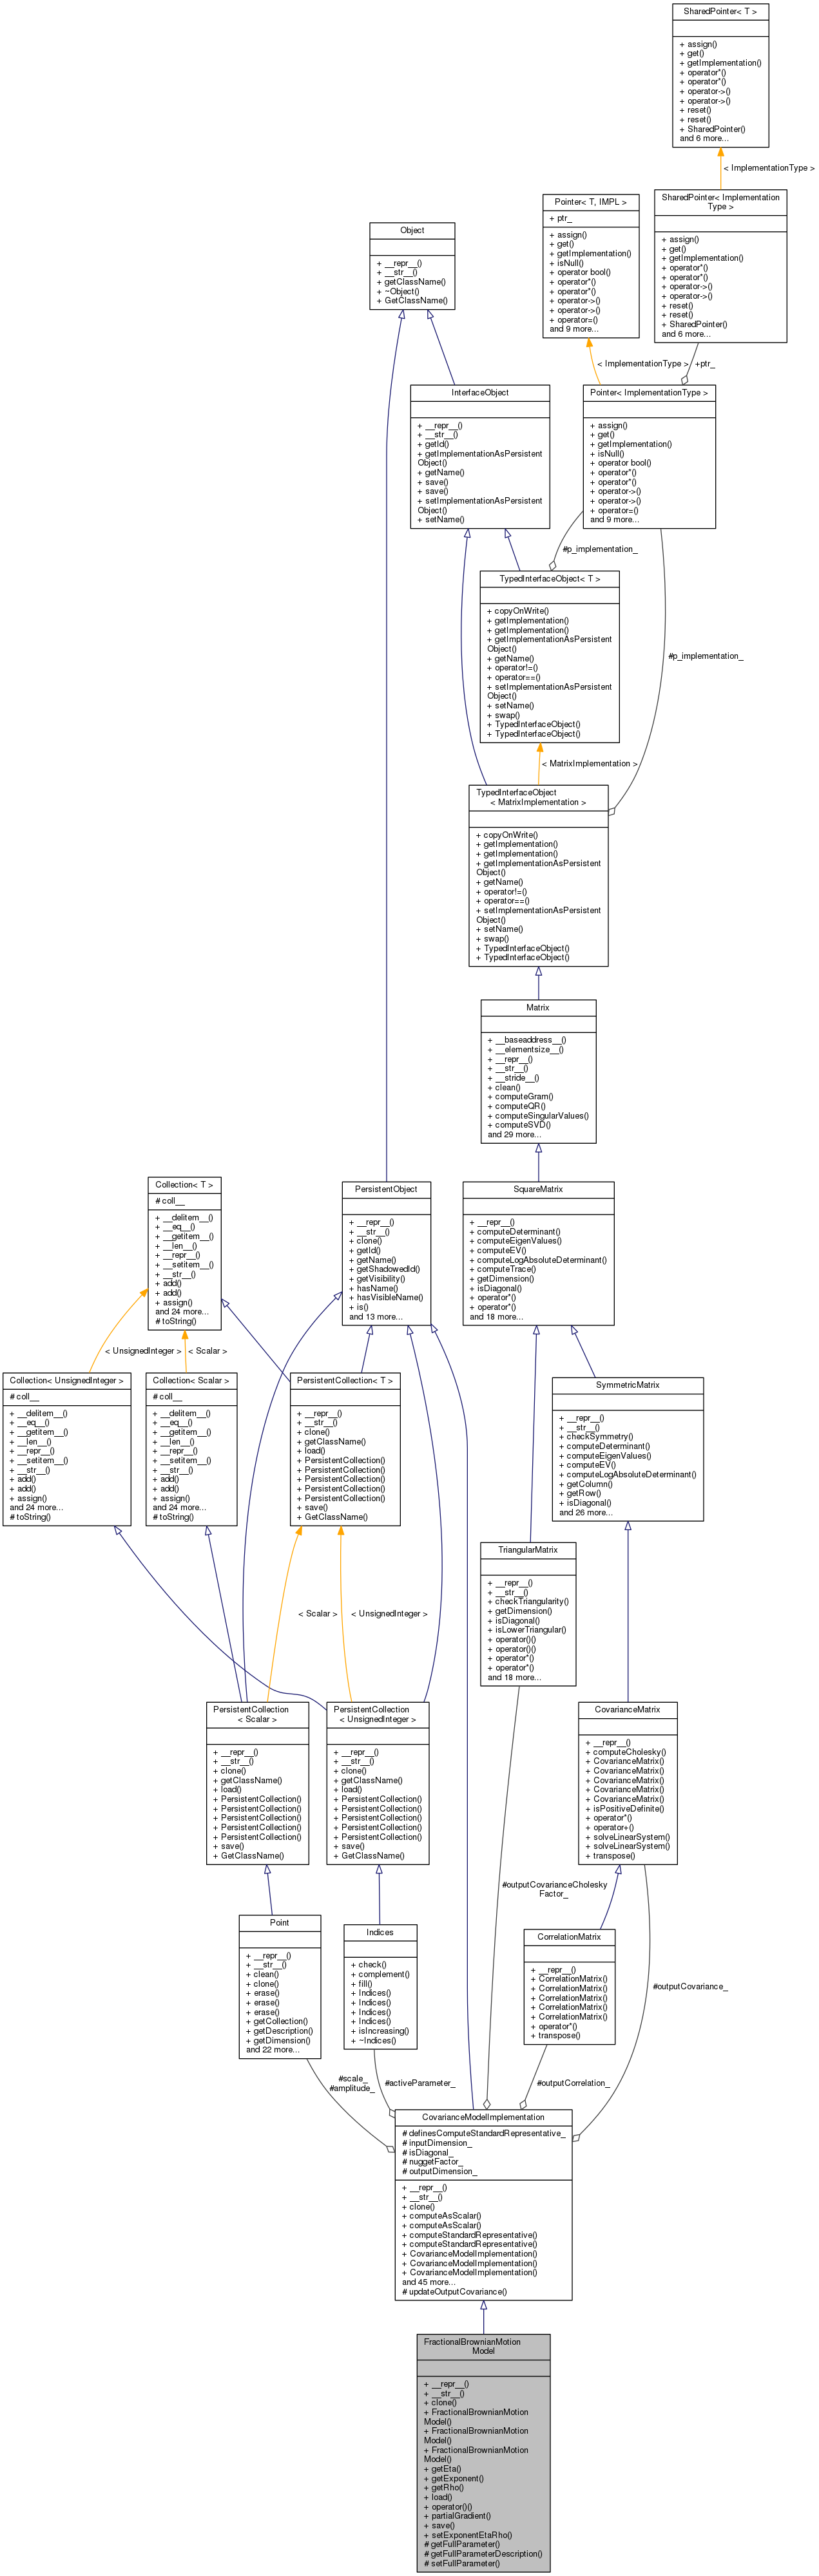 SharedPointer< T >
+ assign()
+ get()
+ getImplementation()
+ operator*()
+ operator*()
+ operator->()
+ operator->()
+ reset()
+ reset()
+ SharedPointer()
and 6 more...
< ImplementationType >
SharedPointer< Implementation
Type >
+ assign()
+ get()
+ getImplementation()
+ operator*()
+ operator*()
+ operator->()
+ operator->()
+ reset()
+ reset()
+ SharedPointer()
and 6 more...
Pointer< T, IMPL >
+ ptr_
+ assign()
+ get()
+ getImplementation()
+ isNull()
+ operator bool()
+ operator*()
+ operator*()
+ operator->()
+ operator->()
+ operator=()
and 9 more...
Object
+ __repr__()
+ __str__()
+ getClassName()
+ ~Object()
+ GetClassName()
< ImplementationType >
+ptr_
InterfaceObject
+ __repr__()
+ __str__()
+ getId()
+ getImplementationAsPersistent
Object()
+ getName()
+ save()
+ save()
+ setImplementationAsPersistent
Object()
+ setName()
Pointer< ImplementationType >
+ assign()
+ get()
+ getImplementation()
+ isNull()
+ operator bool()
+ operator*()
+ operator*()
+ operator->()
+ operator->()
+ operator=()
and 9 more...
#p_implementation_
TypedInterfaceObject< T >
+ copyOnWrite()
+ getImplementation()
+ getImplementation()
+ getImplementationAsPersistent
Object()
+ getName()
+ operator!=()
+ operator==()
+ setImplementationAsPersistent
Object()
+ setName()
+ swap()
+ TypedInterfaceObject()
+ TypedInterfaceObject()
#p_implementation_
< MatrixImplementation >
TypedInterfaceObject
< MatrixImplementation >
+ copyOnWrite()
+ getImplementation()
+ getImplementation()
+ getImplementationAsPersistent
Object()
+ getName()
+ operator!=()
+ operator==()
+ setImplementationAsPersistent
Object()
+ setName()
+ swap()
+ TypedInterfaceObject()
+ TypedInterfaceObject()
Matrix
+ __baseaddress__()
+ __elementsize__()
+ __repr__()
+ __str__()
+ __stride__()
+ clean()
+ computeGram()
+ computeQR()
+ computeSingularValues()
+ computeSVD()
and 29 more...
Collection< T >
# coll__
+ __delitem__()
+ __eq__()
+ __getitem__()
+ __len__()
+ __repr__()
+ __setitem__()
+ __str__()
+ add()
+ add()
+ assign()
and 24 more...
# toString()
PersistentObject
+ __repr__()
+ __str__()
+ clone()
+ getId()
+ getName()
+ getShadowedId()
+ getVisibility()
+ hasName()
+ hasVisibleName()
+ is()
and 13 more...
SquareMatrix
+ __repr__()
+ computeDeterminant()
+ computeEigenValues()
+ computeEV()
+ computeLogAbsoluteDeterminant()
+ computeTrace()
+ getDimension()
+ isDiagonal()
+ operator*()
+ operator*()
and 18 more...
< UnsignedInteger >
< Scalar >
Collection< UnsignedInteger >
# coll__
+ __delitem__()
+ __eq__()
+ __getitem__()
+ __len__()
+ __repr__()
+ __setitem__()
+ __str__()
+ add()
+ add()
+ assign()
and 24 more...
# toString()
Collection< Scalar >
# coll__
+ __delitem__()
+ __eq__()
+ __getitem__()
+ __len__()
+ __repr__()
+ __setitem__()
+ __str__()
+ add()
+ add()
+ assign()
and 24 more...
# toString()
PersistentCollection< T >
+ __repr__()
+ __str__()
+ clone()
+ getClassName()
+ load()
+ PersistentCollection()
+ PersistentCollection()
+ PersistentCollection()
+ PersistentCollection()
+ PersistentCollection()
+ save()
+ GetClassName()
SymmetricMatrix
+ __repr__()
+ __str__()
+ checkSymmetry()
+ computeDeterminant()
+ computeEigenValues()
+ computeEV()
+ computeLogAbsoluteDeterminant()
+ getColumn()
+ getRow()
+ isDiagonal()
and 26 more...
TriangularMatrix
+ __repr__()
+ __str__()
+ checkTriangularity()
+ getDimension()
+ isDiagonal()
+ isLowerTriangular()
+ operator()()
+ operator()()
+ operator*()
+ operator*()
and 18 more...
< Scalar >
< UnsignedInteger >
PersistentCollection
< Scalar >
+ __repr__()
+ __str__()
+ clone()
+ getClassName()
+ load()
+ PersistentCollection()
+ PersistentCollection()
+ PersistentCollection()
+ PersistentCollection()
+ PersistentCollection()
+ save()
+ GetClassName()
PersistentCollection
< UnsignedInteger >
+ __repr__()
+ __str__()
+ clone()
+ getClassName()
+ load()
+ PersistentCollection()
+ PersistentCollection()
+ PersistentCollection()
+ PersistentCollection()
+ PersistentCollection()
+ save()
+ GetClassName()
CovarianceMatrix
+ __repr__()
+ computeCholesky()
+ CovarianceMatrix()
+ CovarianceMatrix()
+ CovarianceMatrix()
+ CovarianceMatrix()
+ CovarianceMatrix()
+ isPositiveDefinite()
+ operator*()
+ operator+()
+ solveLinearSystem()
+ solveLinearSystem()
+ transpose()
#outputCovarianceCholesky
Factor_
Point
+ __repr__()
+ __str__()
+ clean()
+ clone()
+ erase()
+ erase()
+ erase()
+ getCollection()
+ getDescription()
+ getDimension()
and 22 more...
Indices
+ check()
+ complement()
+ fill()
+ Indices()
+ Indices()
+ Indices()
+ Indices()
+ isIncreasing()
+ ~Indices()
CorrelationMatrix
+ __repr__()
+ CorrelationMatrix()
+ CorrelationMatrix()
+ CorrelationMatrix()
+ CorrelationMatrix()
+ CorrelationMatrix()
+ operator*()
+ transpose()
#outputCovariance_
#scale_
#amplitude_
#activeParameter_
#outputCorrelation_
CovarianceModelImplementation
# definesComputeStandardRepresentative_
# inputDimension_
# isDiagonal_
# nuggetFactor_
# outputDimension_
+ __repr__()
+ __str__()
+ clone()
+ computeAsScalar()
+ computeAsScalar()
+ computeStandardRepresentative()
+ computeStandardRepresentative()
+ CovarianceModelImplementation()
+ CovarianceModelImplementation()
+ CovarianceModelImplementation()
and 45 more...
# updateOutputCovariance()
FractionalBrownianMotion
Model
+ __repr__()
+ __str__()
+ clone()
+ FractionalBrownianMotion
Model()
+ FractionalBrownianMotion
Model()
+ FractionalBrownianMotion
Model()
+ getEta()
+ getExponent()
+ getRho()
+ load()
+ operator()()
+ partialGradient()
+ save()
+ setExponentEtaRho()
# getFullParameter()
# getFullParameterDescription()
# setFullParameter()